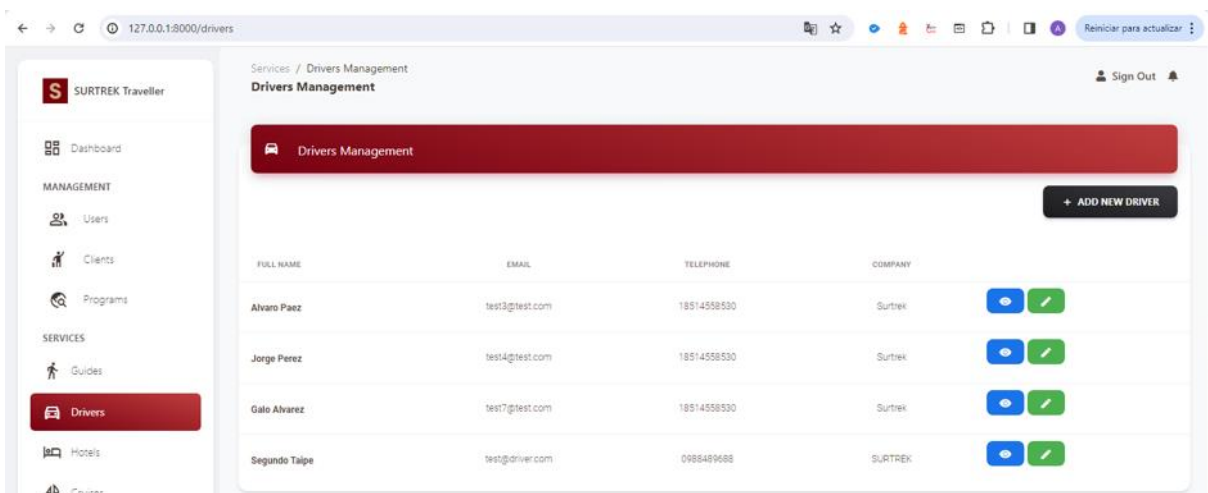 127.0.0.1:8000/drivers
Reiniciar para actualizar
S SURTREK Traveller
Services / Drivers Management
Drivers Management
Sign Out
Dashboard
Drivers Management
MANAGEMENT
+ ADD NEW DRIVER
Users
Clients
FULL NAME EMAIL TELEPHONE COMPANY
Programs
Alvaro Paez test3@test.com 18514558530 Surtrek
SERVICES
Jorge Perez test4@test.com 18514558530 Surtrek
Guides
Drivers
Galo Alvarez test7@test.com 18514558530 Surtrek
Hotels
Segundo Taipe test@driver.com 0988489688 SURTREK